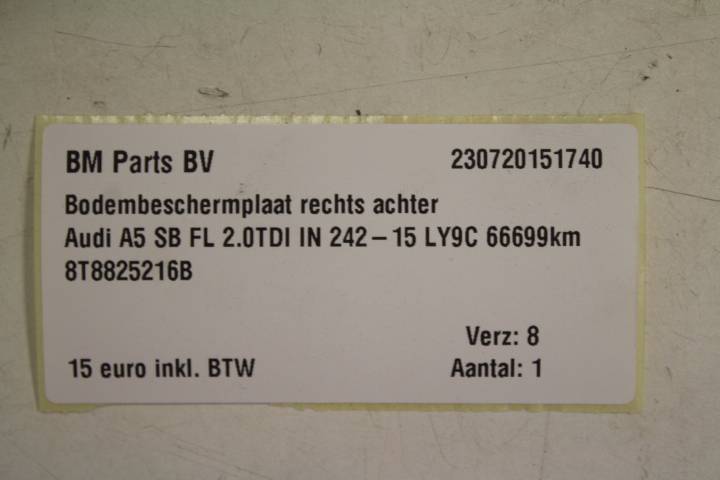 BM Parts BV 230720151740
Bodembeschermplaat rechts achter
Audi A5 SB FL 2.0TDI IN 242-15 LY9C 66699km
8T8825216B
Verz: 8
15 euro inkl. BTW Aantal: 1